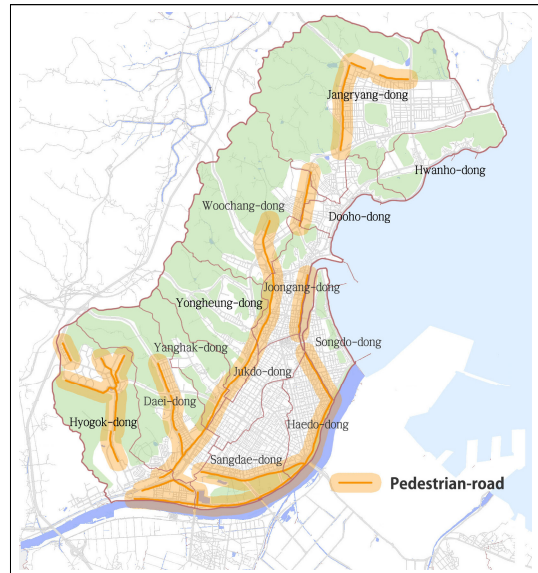 Jangryang-dong
Hwanho-dong
Woochang-dong
Dooho-dong
Joongang-dong
Yongheung-dong
Songdo-dong
Yanghak-dong
Jukdo-dong
Daei-dong
Hyogok-dong
Haedo-dong
Sangdae-dong
Pedestrian-road